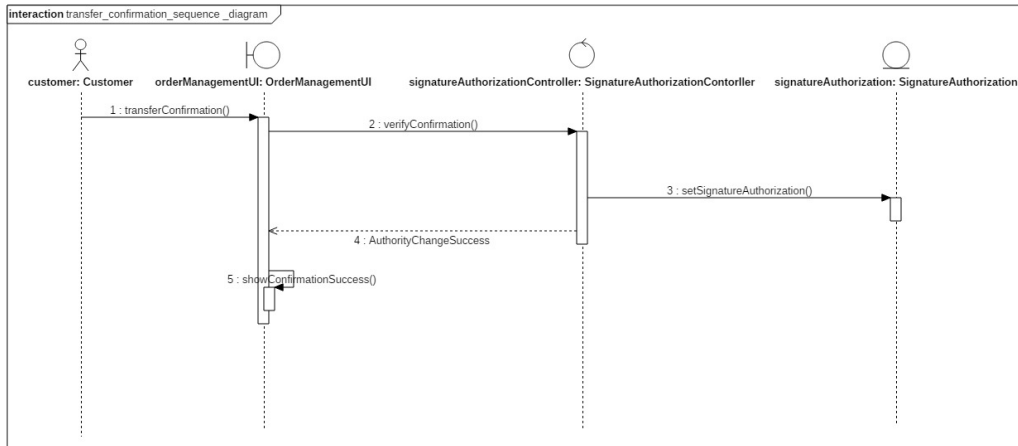 interaction transfer_confirmation_sequence _diagram
customer: Customer
orderManagementUI: OrderManagementUI
signatureAuthorizationController: SignatureAuthorizationContorller
signatureAuthorization: SignatureAuthorization
1 : transferConfirmation()
2 : verifyConfirmation()
3 : setSignatureAuthorization()
4 : AuthorityChangeSuccess
5 : showConfirmationSuccess()